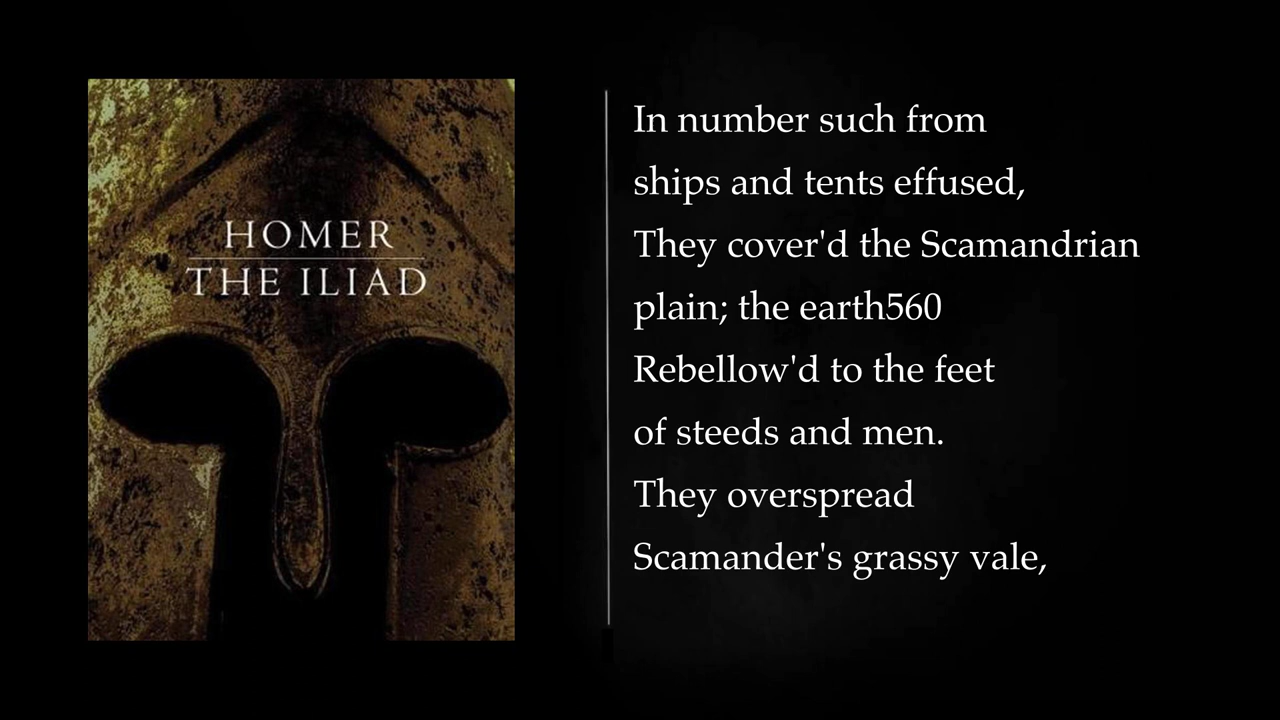 HOMER
THE ILIAD
In number such from
ships and tents effused,
They cover'd the Scamandrian
plain; the earth560
Rebellow'd to the feet
of steeds and men.
They overspread
Scamander's grassy vale,